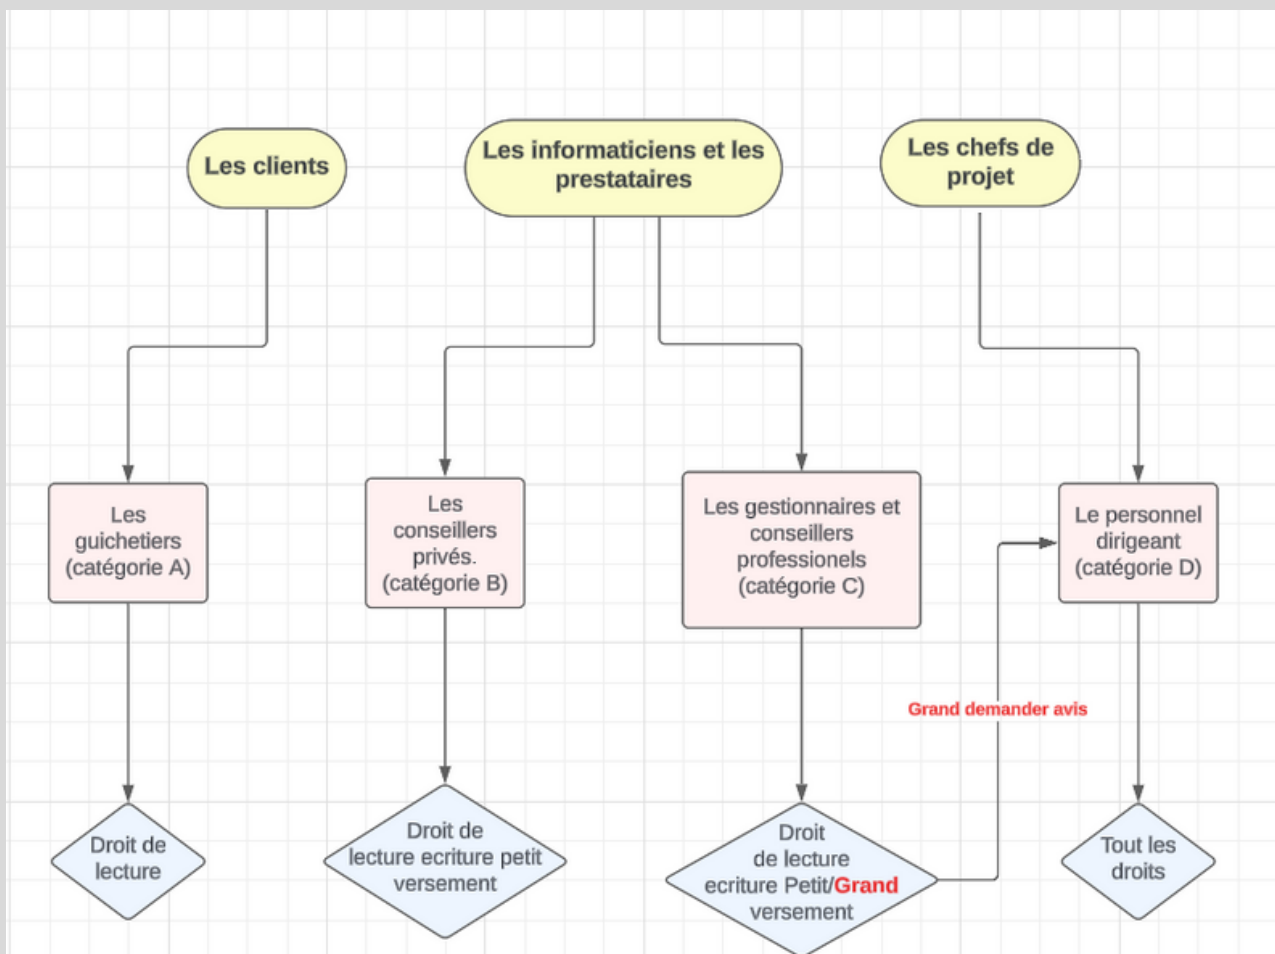 Les clients
Les informaticiens et les
prestataires
Les chefs de
projet
Les
guichetiers
(catégorie A)
Les
conseillers
privés.
(catégorie B)
Les gestionnaires et
conseillers
professionels
(catégorie C)
Le personnel
dirigeant
(catégorie D)
Grand demander avis
Droit de
lecture
Droit de
lecture ecriture petit
versement
Droit
de lecture
ecriture Petit/Grand
versement
Tout les
droits